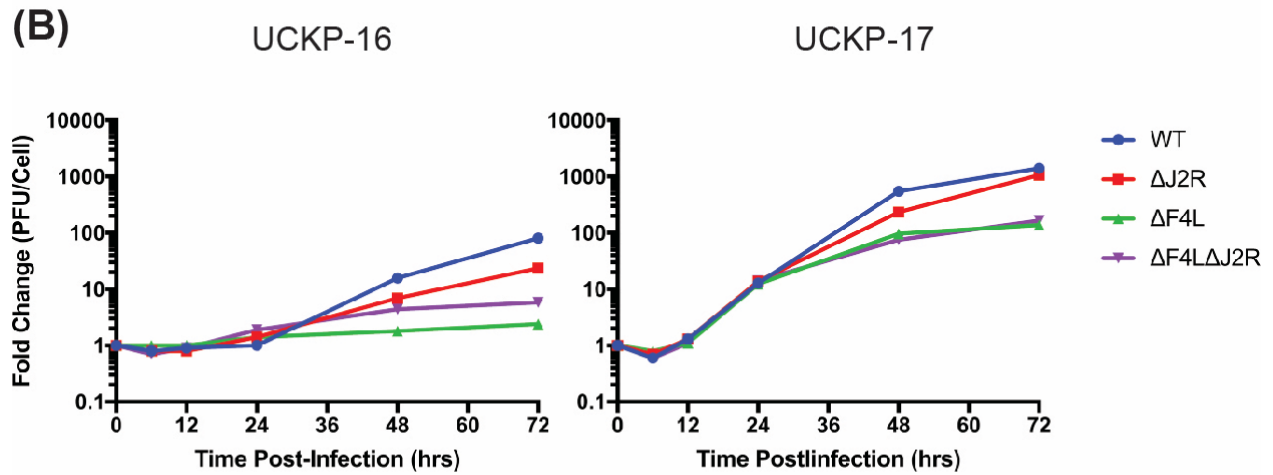 (B)
UCKP-16
UCKP-17
Fold Change (PFU/Cell)
10000
1000
100
10
1
0.1
0 12 24 36 48 60 72
Time Post-Infection (hrs)
10000
1000
100
10
1
0.1
0 12 24 36 48 60 72
Time PostIinfection (hrs)
WT
ΔJ2R
ΔF4L
ΔF4LΔJ2R